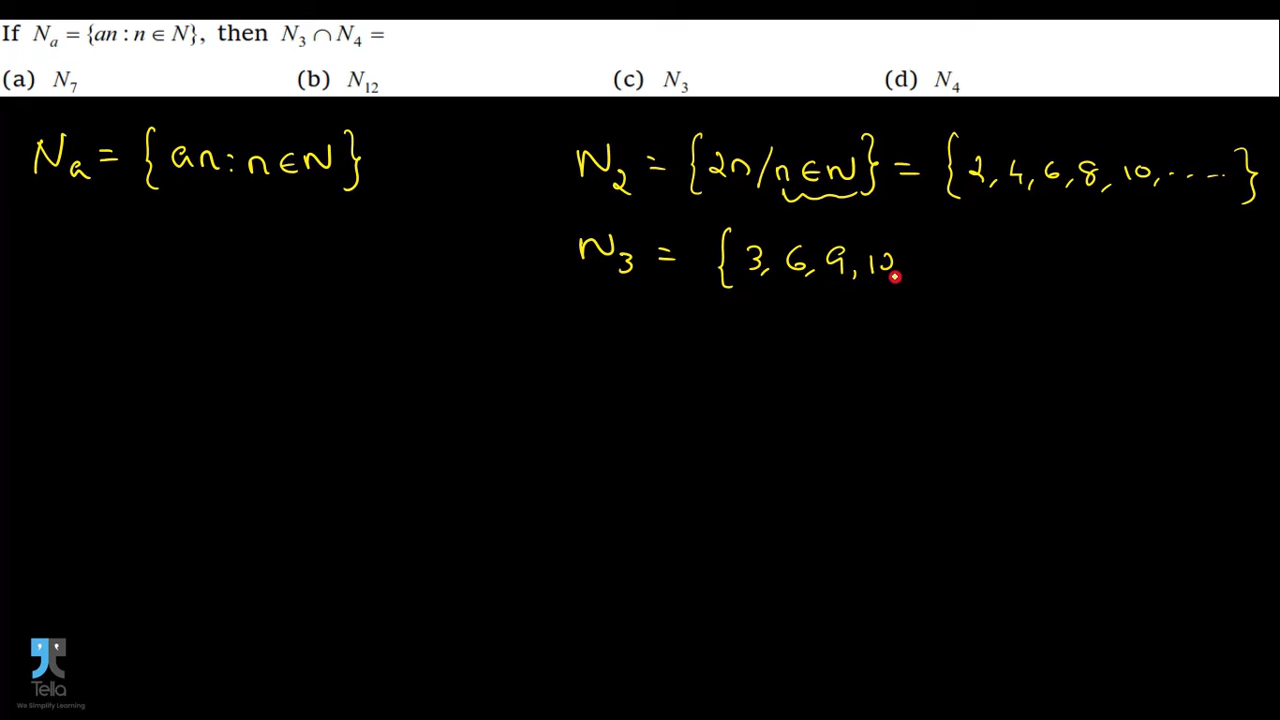 If N_a = {an : n ∈ N}, then N_3 ∩ N_4 =
(a) N_7 (b) N_12 (c) N_3 (d) N_4
N_a = {an : n ∈ N}
N_2 = {2n / n ∈ N} = {2, 4, 6, 8, 10, ......}
N_3 = {3, 6, 9, 10
Tella
We Simplify Learning